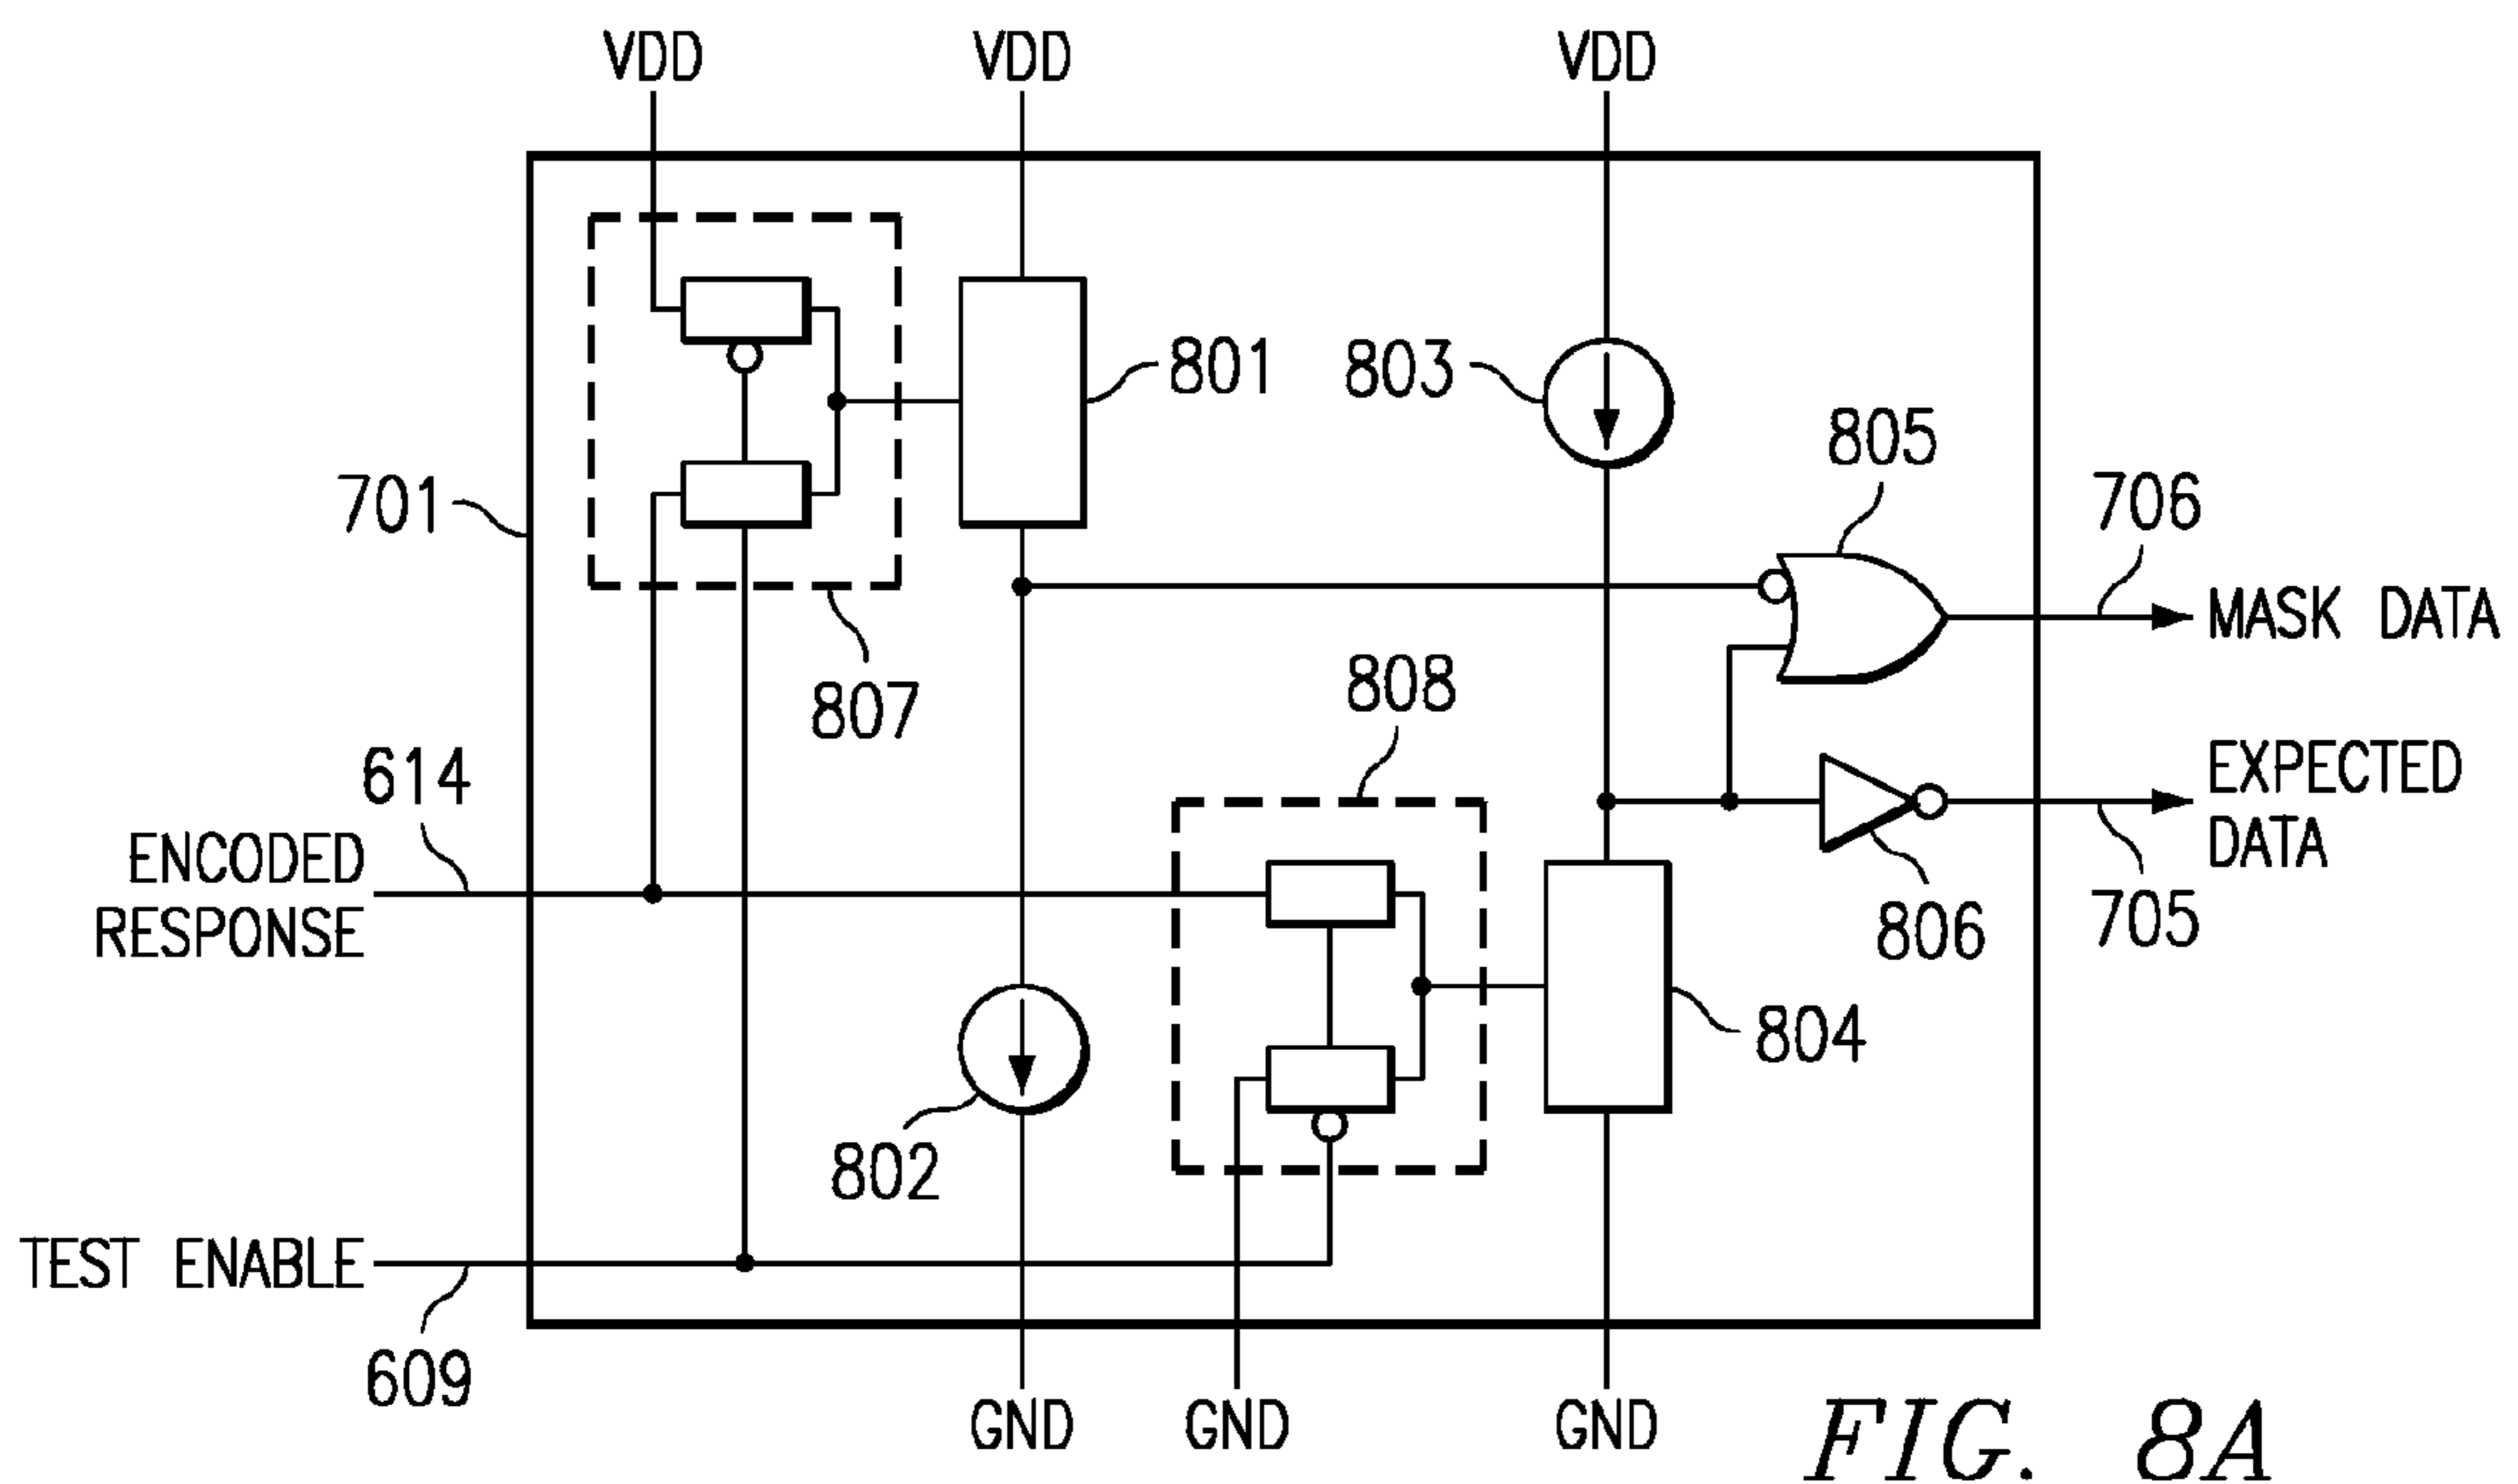 VDD VDD VDD
801
803
805
701
706
MASK DATA
807
808
614
EXPECTED
DATA
ENCODED
RESPONSE
806
705
804
802
TEST ENABLE
609
GND GND GND
FIG. 8A